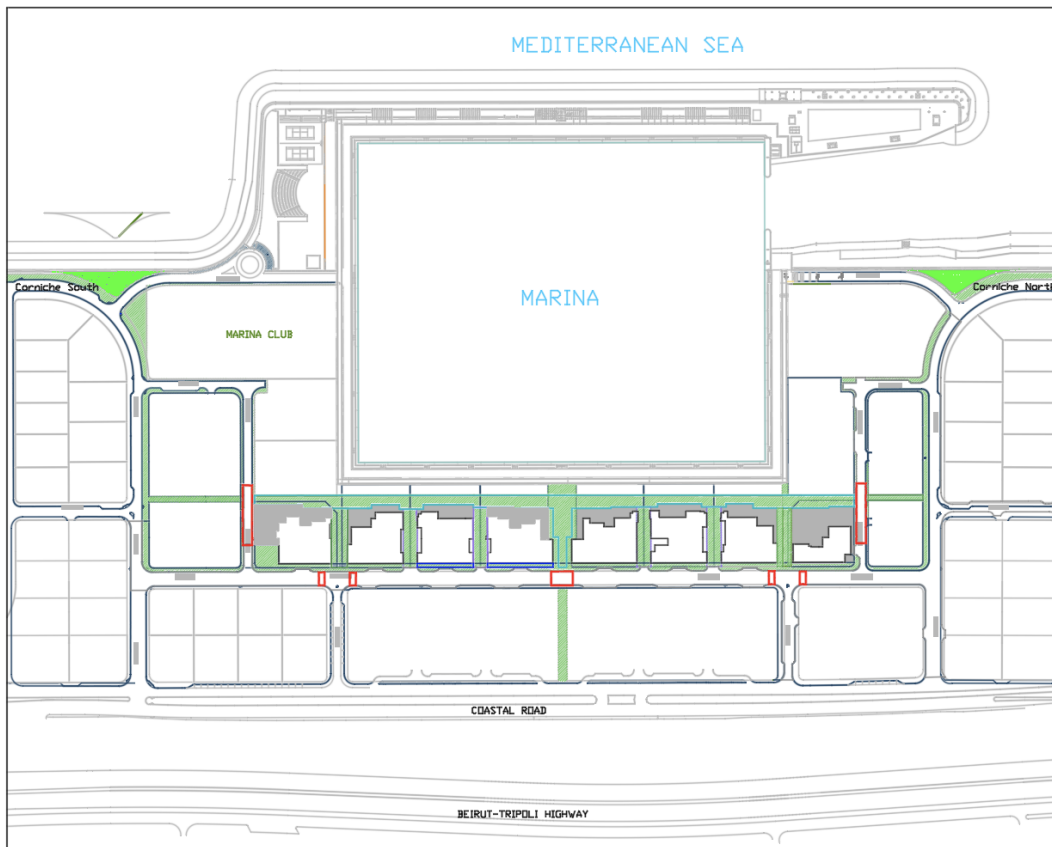 MEDITERRANEAN SEA
Corniche South
Corniche North
MARINA
MARINA CLUB
COASTAL ROAD
BEIRUT-TRIPOLI HIGHWAY